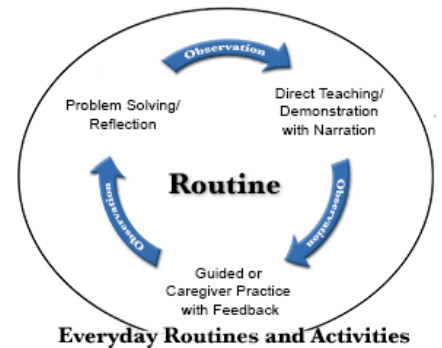 Observation
Problem Solving/
Reflection
Direct Teaching/
Demonstration
with Narration
Routine
Observation
Observation
Guided or
Caregiver Practice
with Feedback
Everyday Routines and Activities